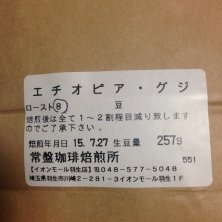 エチオピア・グジ
ロースト⑧ 豆
焙煎後は全て1~2割程目減り致します
のでご了承下さい。
焙煎年月日 15.7.27 生豆量 257g
常盤珈琲焙煎所 551
【イオンモール羽生店】☎048-577-5048
埼玉県羽生市川崎2-281-3イオンモール羽生1F